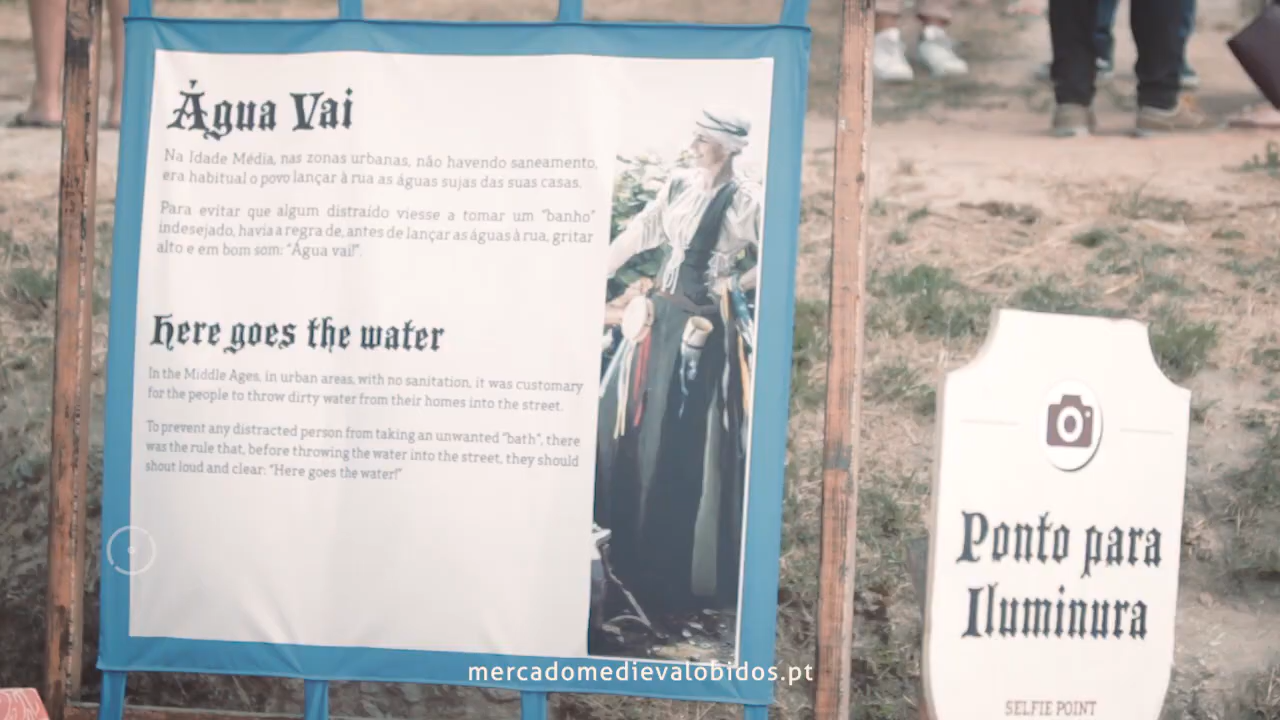 Água Vai
Na Idade Média, nas zonas urbanas, não havendo saneamento,
era habitual o povo lançar à rua as águas sujas das suas casas.
Para evitar que algum distraído viesse a tomar um "banho"
indesejado, havia a regra de, antes de lançar as águas à rua, gritar
alto e em bom som: "Água vai!".
Here goes the water
In the Middle Ages, in urban areas, with no sanitation, it was customary
for the people to throw dirty water from their homes into the street.
To prevent any distracted person from taking an unwanted "bath", there
was the rule that, before throwing the water into the street, they should
shout loud and clear: "Here goes the water!"
Ponto para
Iluminura
SELFIE POINT
mercadomedievalobidos.pt